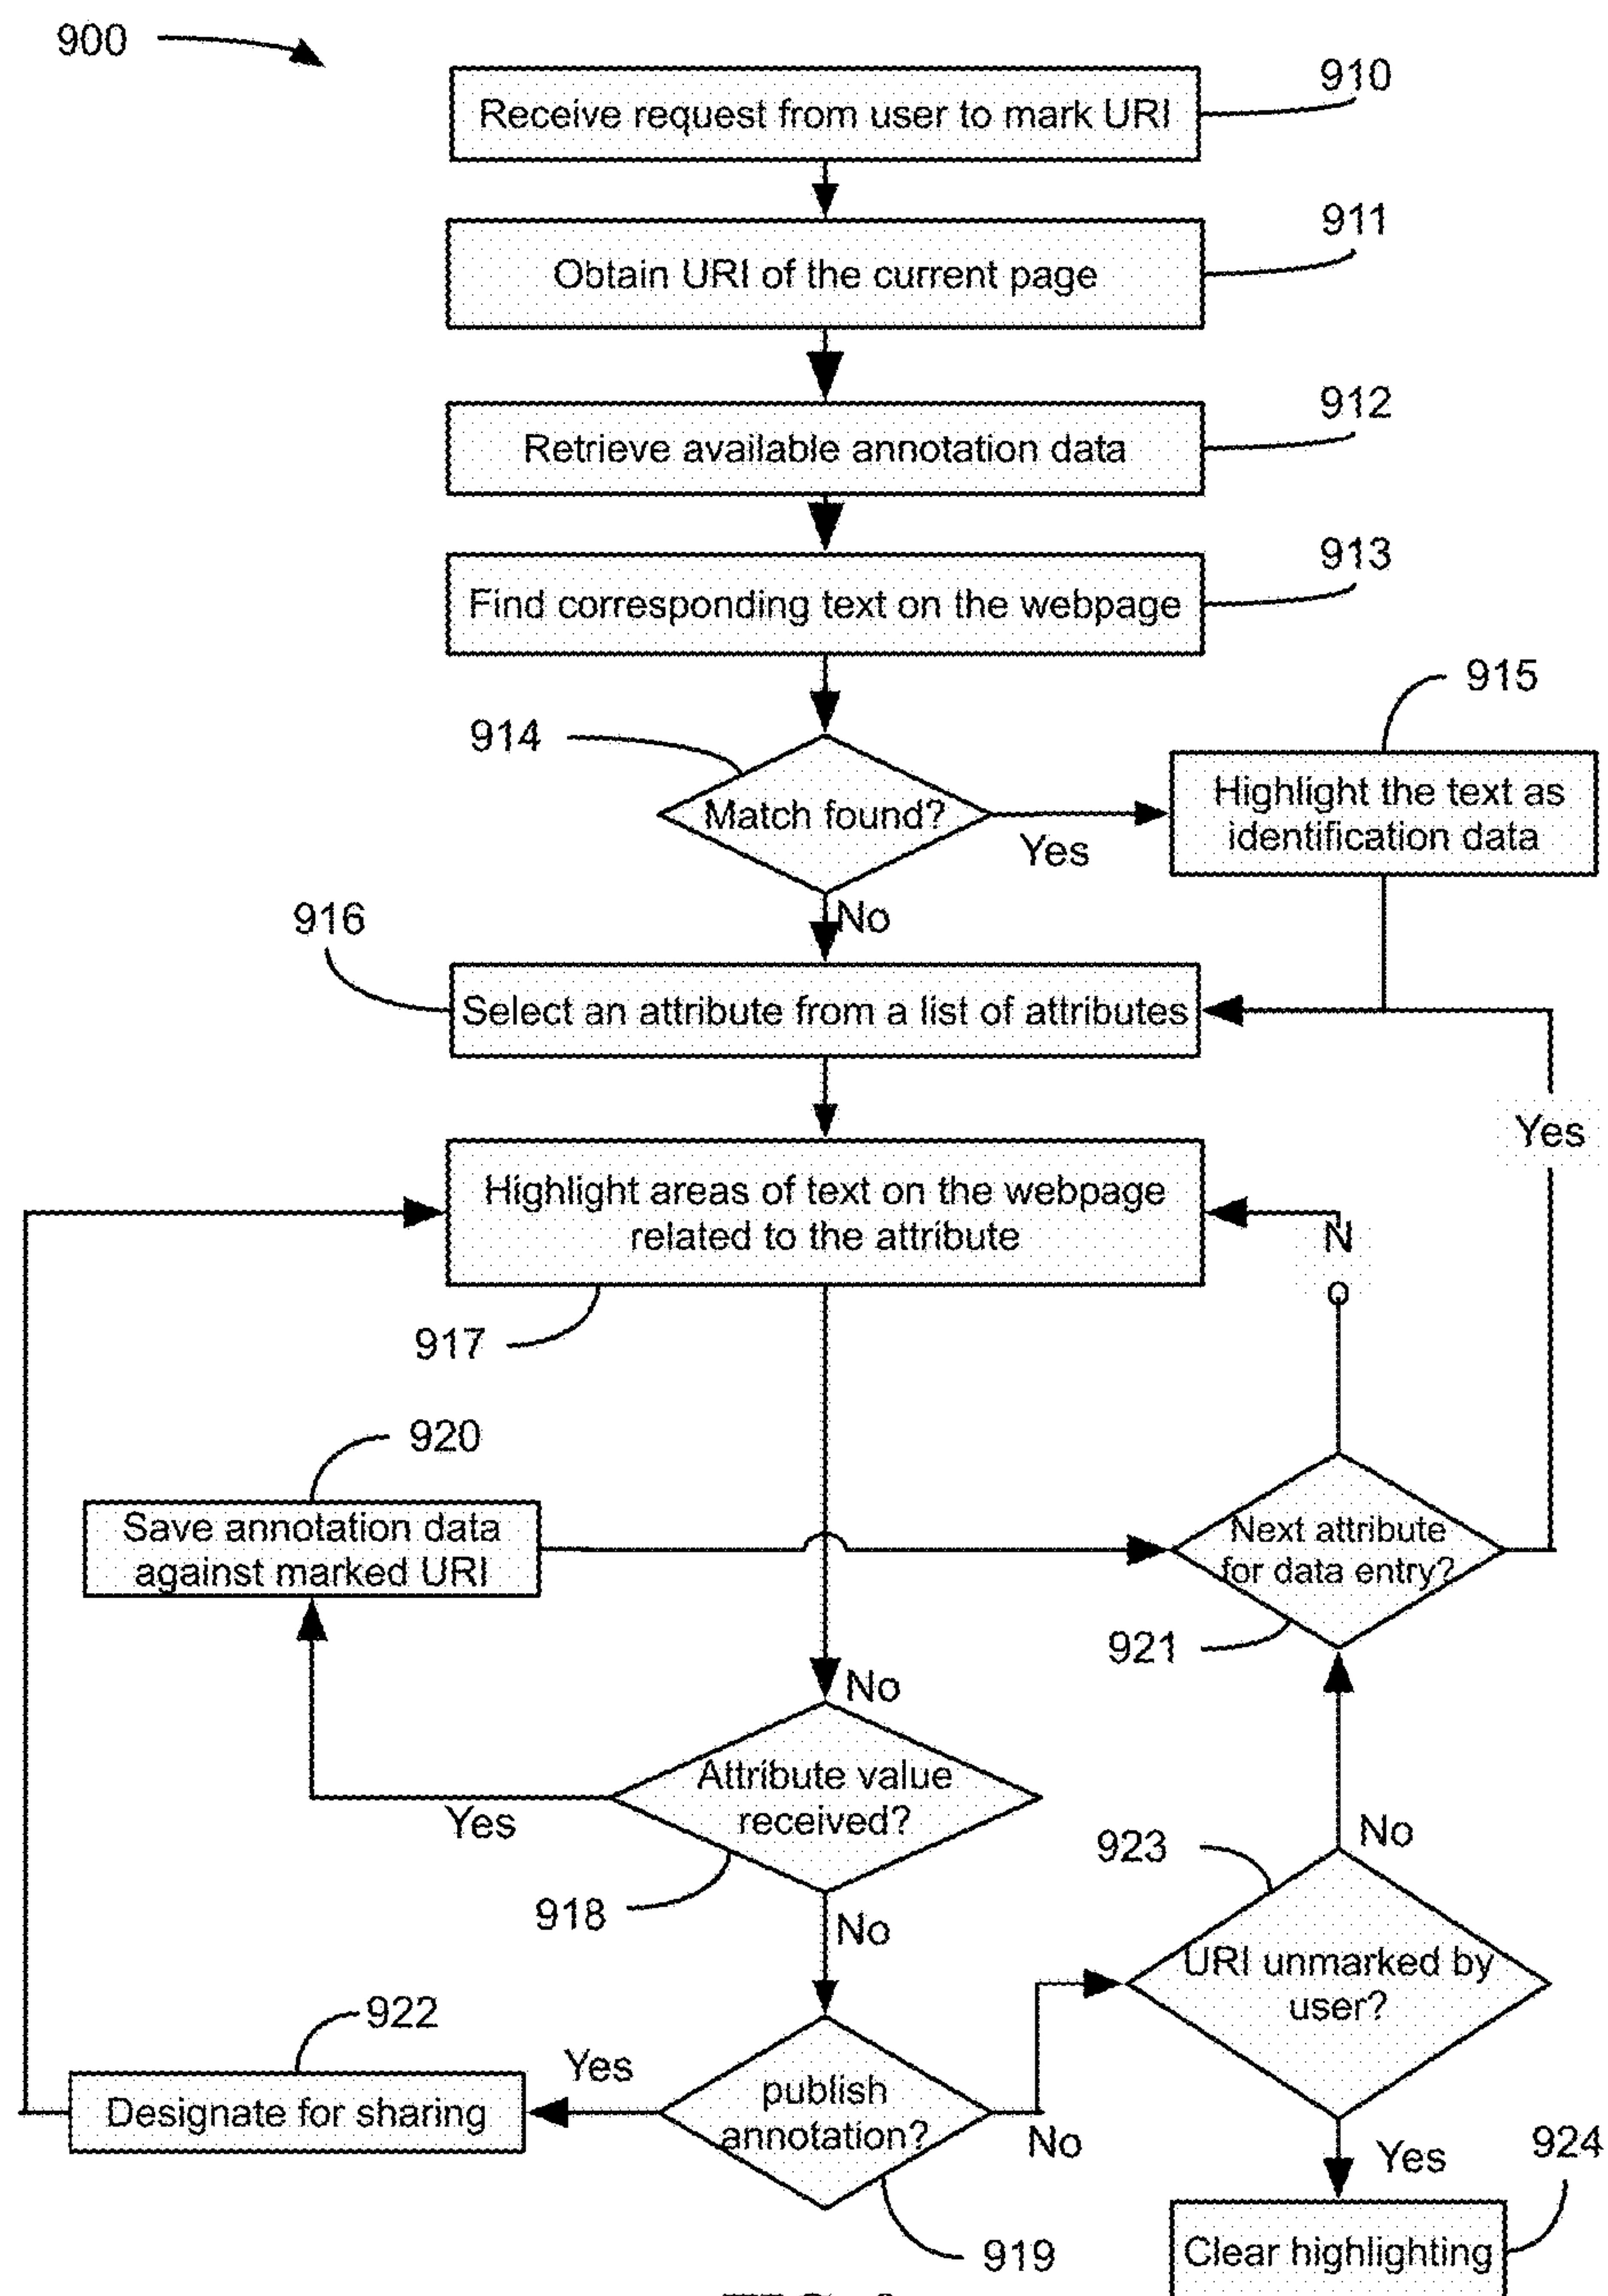 900
910
Receive request from user to mark URI
911
Obtain URI of the current page
912
Retrieve available annotation data
913
Find corresponding text on the webpage
915
914
Match found?
Yes
Highlight the text as
identification data
No
916
Select an attribute from a list of attributes
Yes
Highlight areas of text on the webpage
related to the attribute
N
o
917
920
Save annotation data
against marked URI
Next attribute
for data entry?
921
No
Attribute value
received?
Yes
918
No
923
No
URI unmarked by
user?
922
Designate for sharing
Yes
publish
annotation?
No
919
Yes
924
Clear highlighting